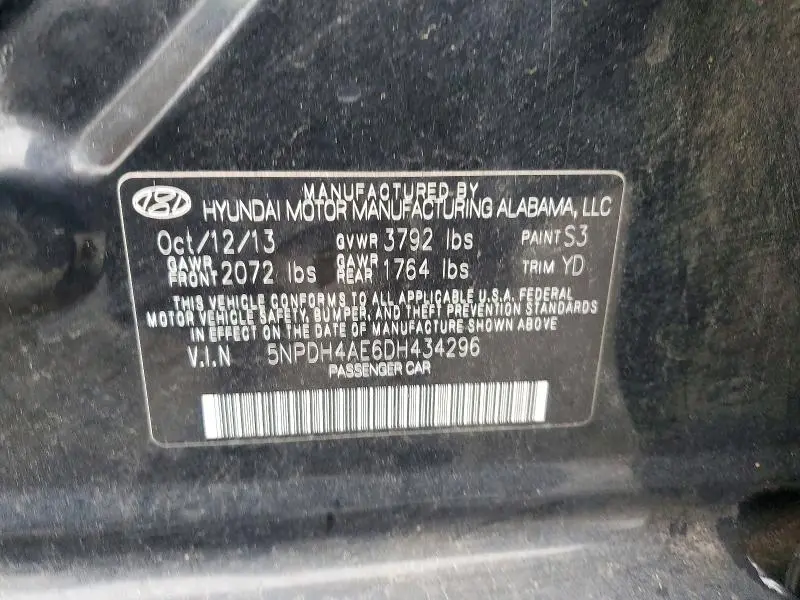 MANUFACTURED BY
HYUNDAI MOTOR MANUFACTURING ALABAMA, LLC
Oct/12/13 GVWR 3792 lbs PAINT S3
GAWR FRONT 2072 lbs GAWR REAR 1764 lbs TRIM YD
THIS VEHICLE CONFORMS TO ALL APPLICABLE U.S.A. FEDERAL
MOTOR VEHICLE SAFETY, BUMPER, AND THEFT PREVENTION STANDARDS
IN EFFECT ON THE DATE OF MANUFACTURE SHOWN ABOVE
V.I.N 5NPDH4AE6DH434296
PASSENGER CAR